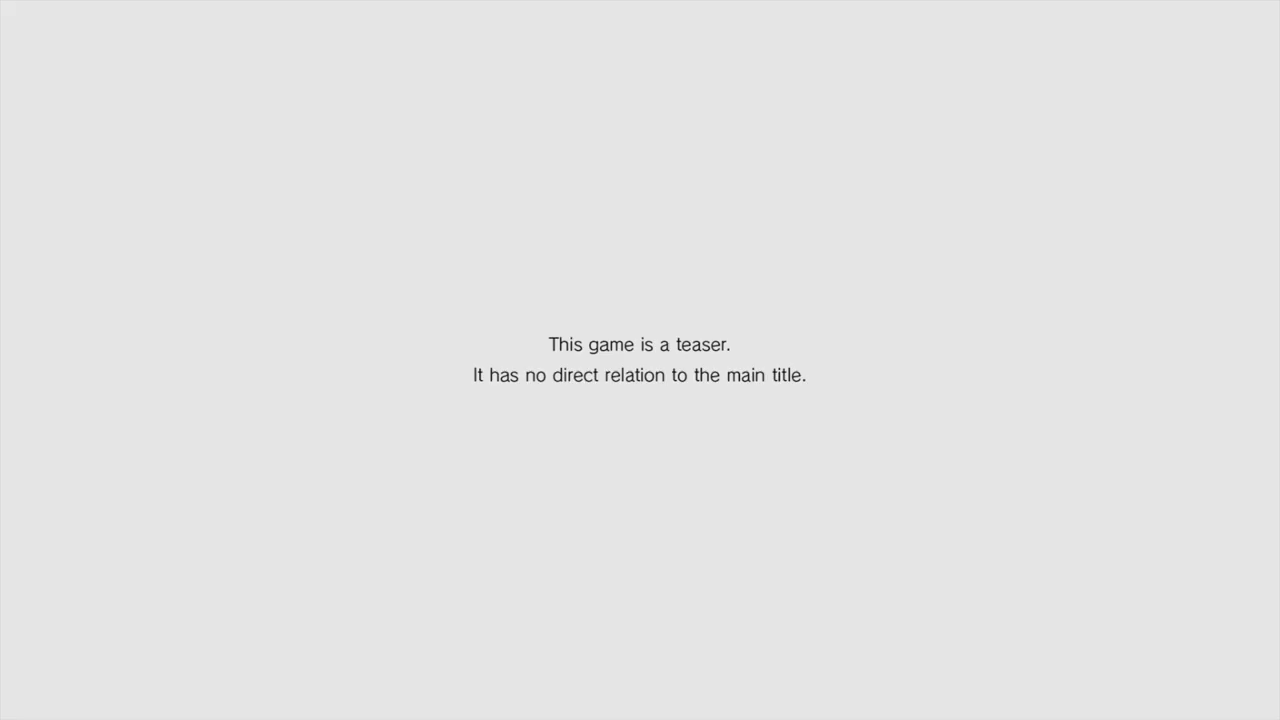 This game is a teaser.
It has no direct relation to the main title.